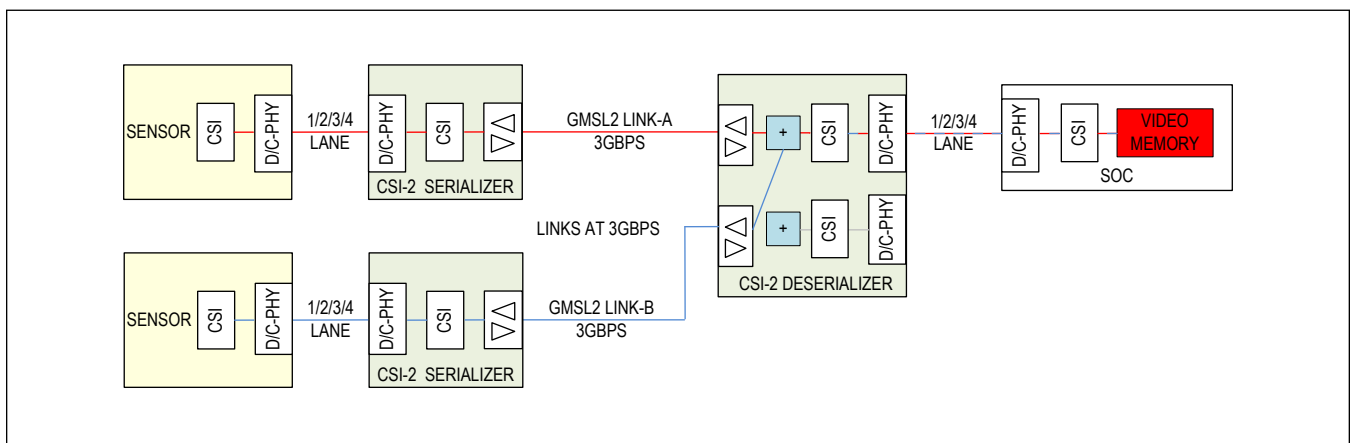 SENSOR
CSI
D/C-PHY
1/2/3/4
LANE
D/C-PHY
CSI
CSI-2 SERIALIZER
GMSL2 LINK-A
3GBPS
+
CSI
D/C-PHY
1/2/3/4
LANE
D/C-PHY
CSI
VIDEO
MEMORY
SOC
LINKS AT 3GBPS
+
CSI
D/C-PHY
CSI-2 DESERIALIZER
SENSOR
CSI
D/C-PHY
1/2/3/4
LANE
D/C-PHY
CSI
CSI-2 SERIALIZER
GMSL2 LINK-B
3GBPS